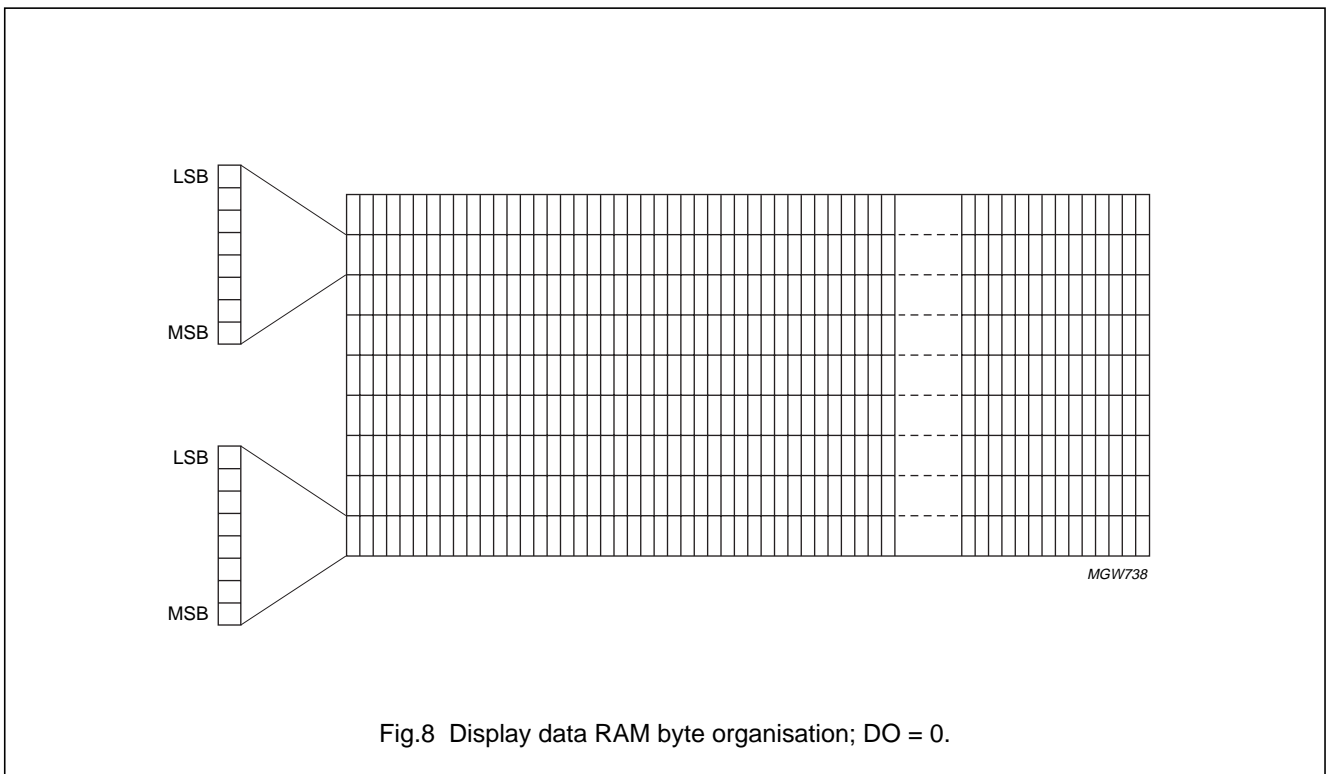 LSB
MSB
LSB
MSB
MGW738
Fig.8 Display data RAM byte organisation; DO = 0.